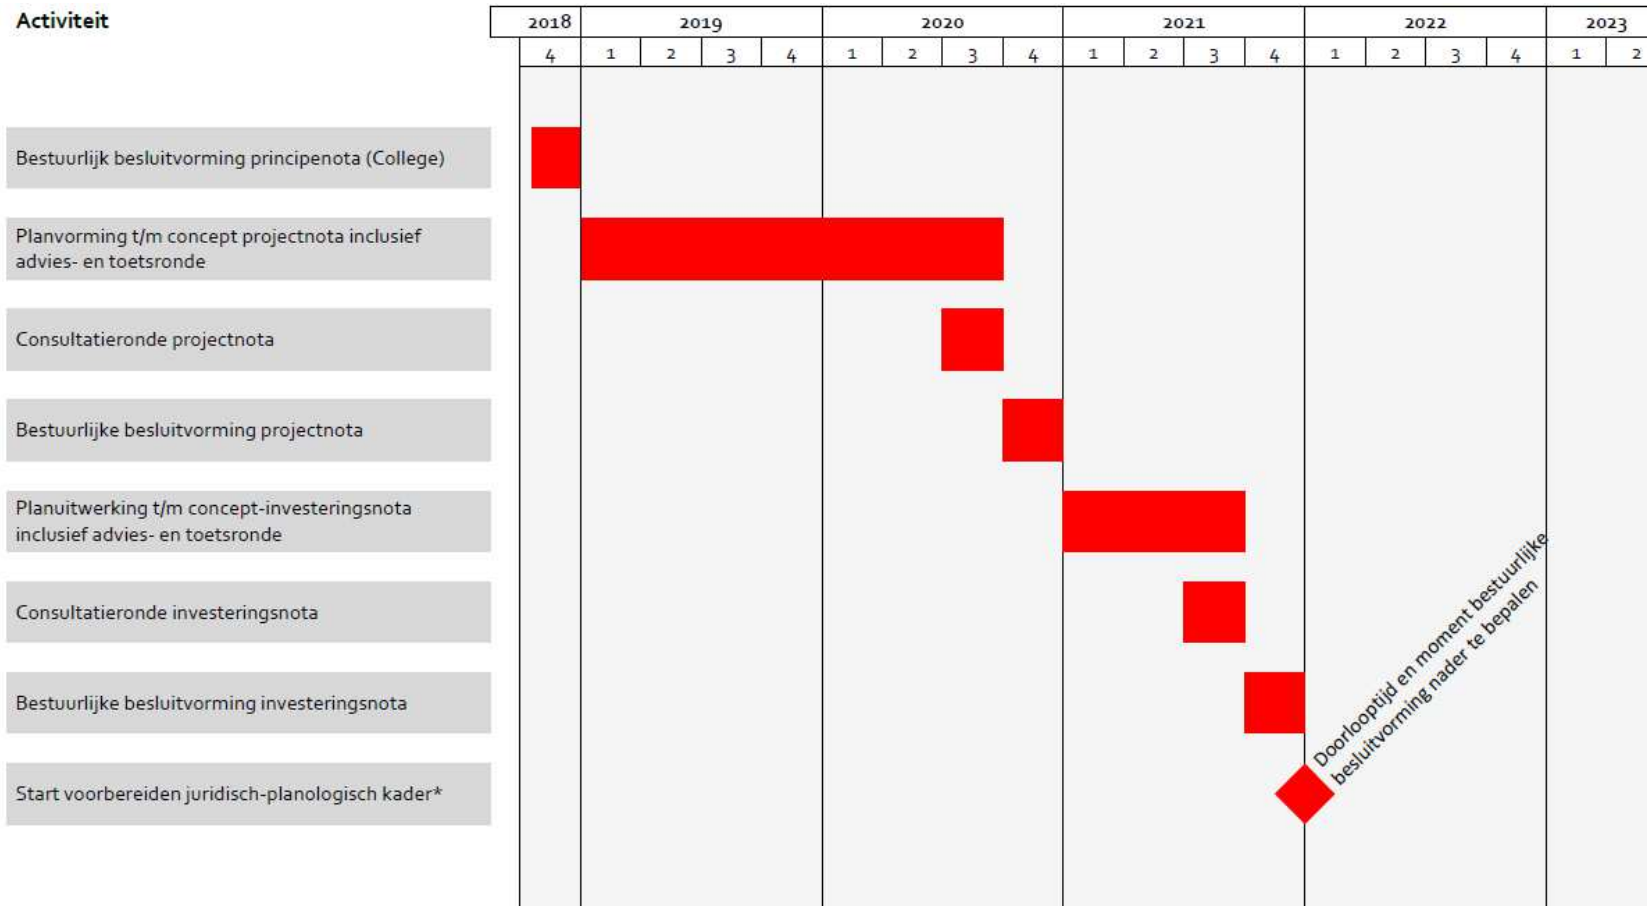 Activiteit
2018 2019 2020 2021 2022 2023
4 1 2 3 4 1 2 3 4 1 2 3 4 1 2 3 4 1 2
Bestuurlijk besluitvorming principenota (College)
Planvorming t/m concept projectnota inclusief
advies- en toetsronde
Consultatieronde projectnota
Bestuurlijke besluitvorming projectnota
Planuitwerking t/m concept-investeringsnota
inclusief advies- en toetsronde
Consultatieronde investeringsnota
Bestuurlijke besluitvorming investeringsnota
Start voorbereiden juridisch-planologisch kader*
Doorlooptijd en moment bestuurlijke
besluitvorming nader te bepalen